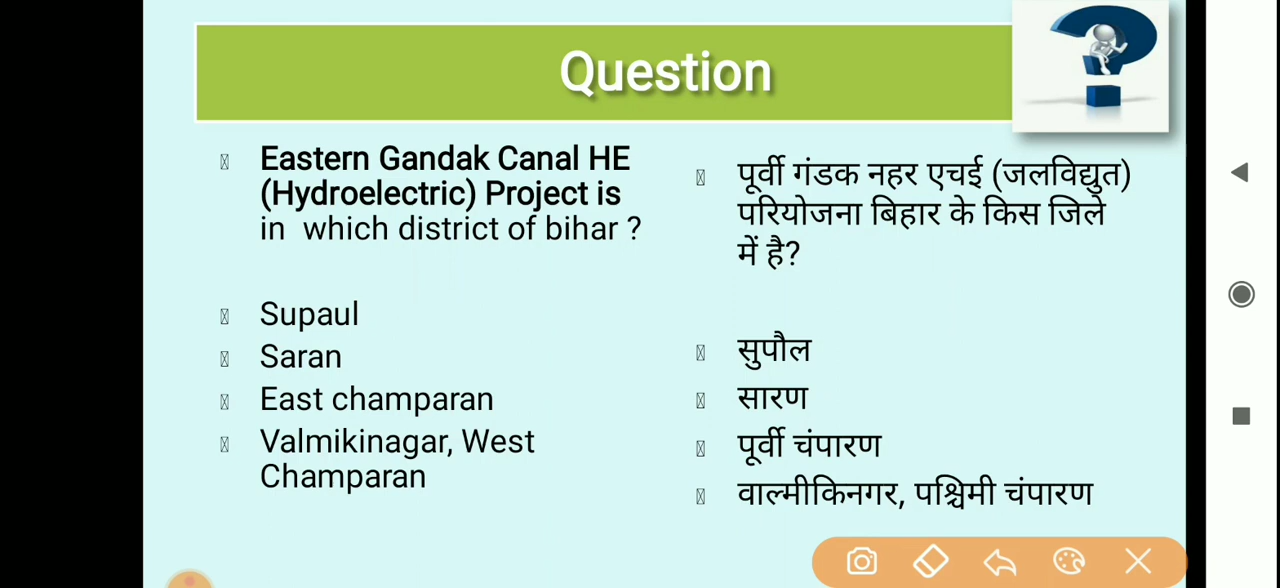 Question
Eastern Gandak Canal HE
(Hydroelectric) Project is
in which district of bihar ?
Supaul
Saran
East champaran
Valmikinagar, West
Champaran
पूर्वी गंडक नहर एचई (जलविद्युत)
परियोजना बिहार के किस जिले
में है?
सुपौल
सारण
पूर्वी चंपारण
वाल्मीकिनगर, पश्चिमी चंपारण